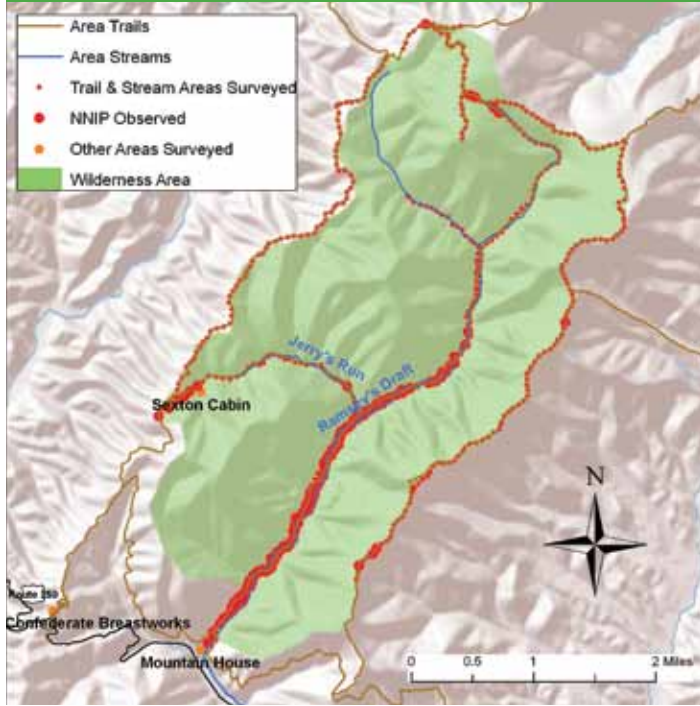 Area Trails
Area Streams
Trail & Stream Areas Surveyed
NNIP Observed
Other Areas Surveyed
Wilderness Area
Jerry's Run
Ramsey's Draft
Sexton Cabin
N
Route 250
Confederate Breastworks
Mountain House
0 0.5 1 2 Miles